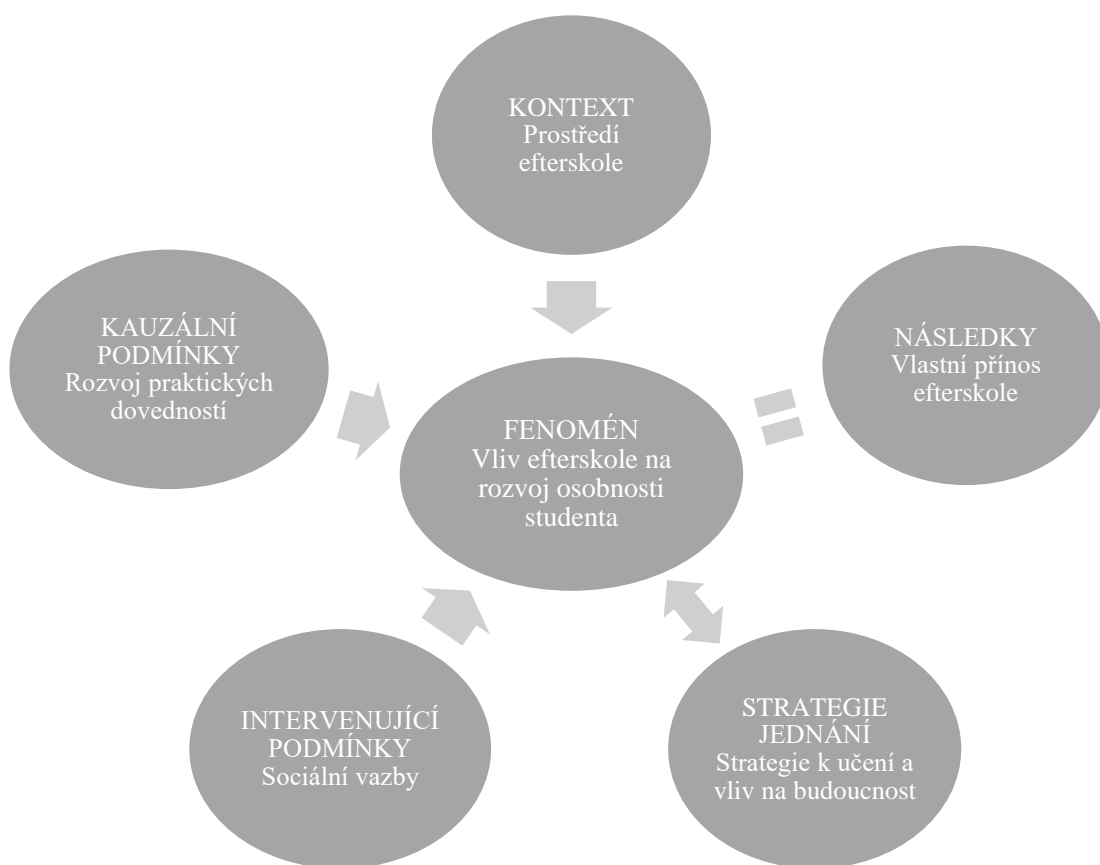 KONTEXT
Prostředí
efterskole
KAUZÁLNÍ
PODMÍNKY
Rozvoj praktických
dovedností
NÁSLEDKY
Vlastní přínos
efterskole
FENOMÉN
Vliv efterskole na
rozvoj osobnosti
studenta
INTERVENUJÍCÍ
PODMÍNKY
Sociální vazby
STRATEGIE
JEDNÁNÍ
Strategie k učení a
vliv na budoucnost